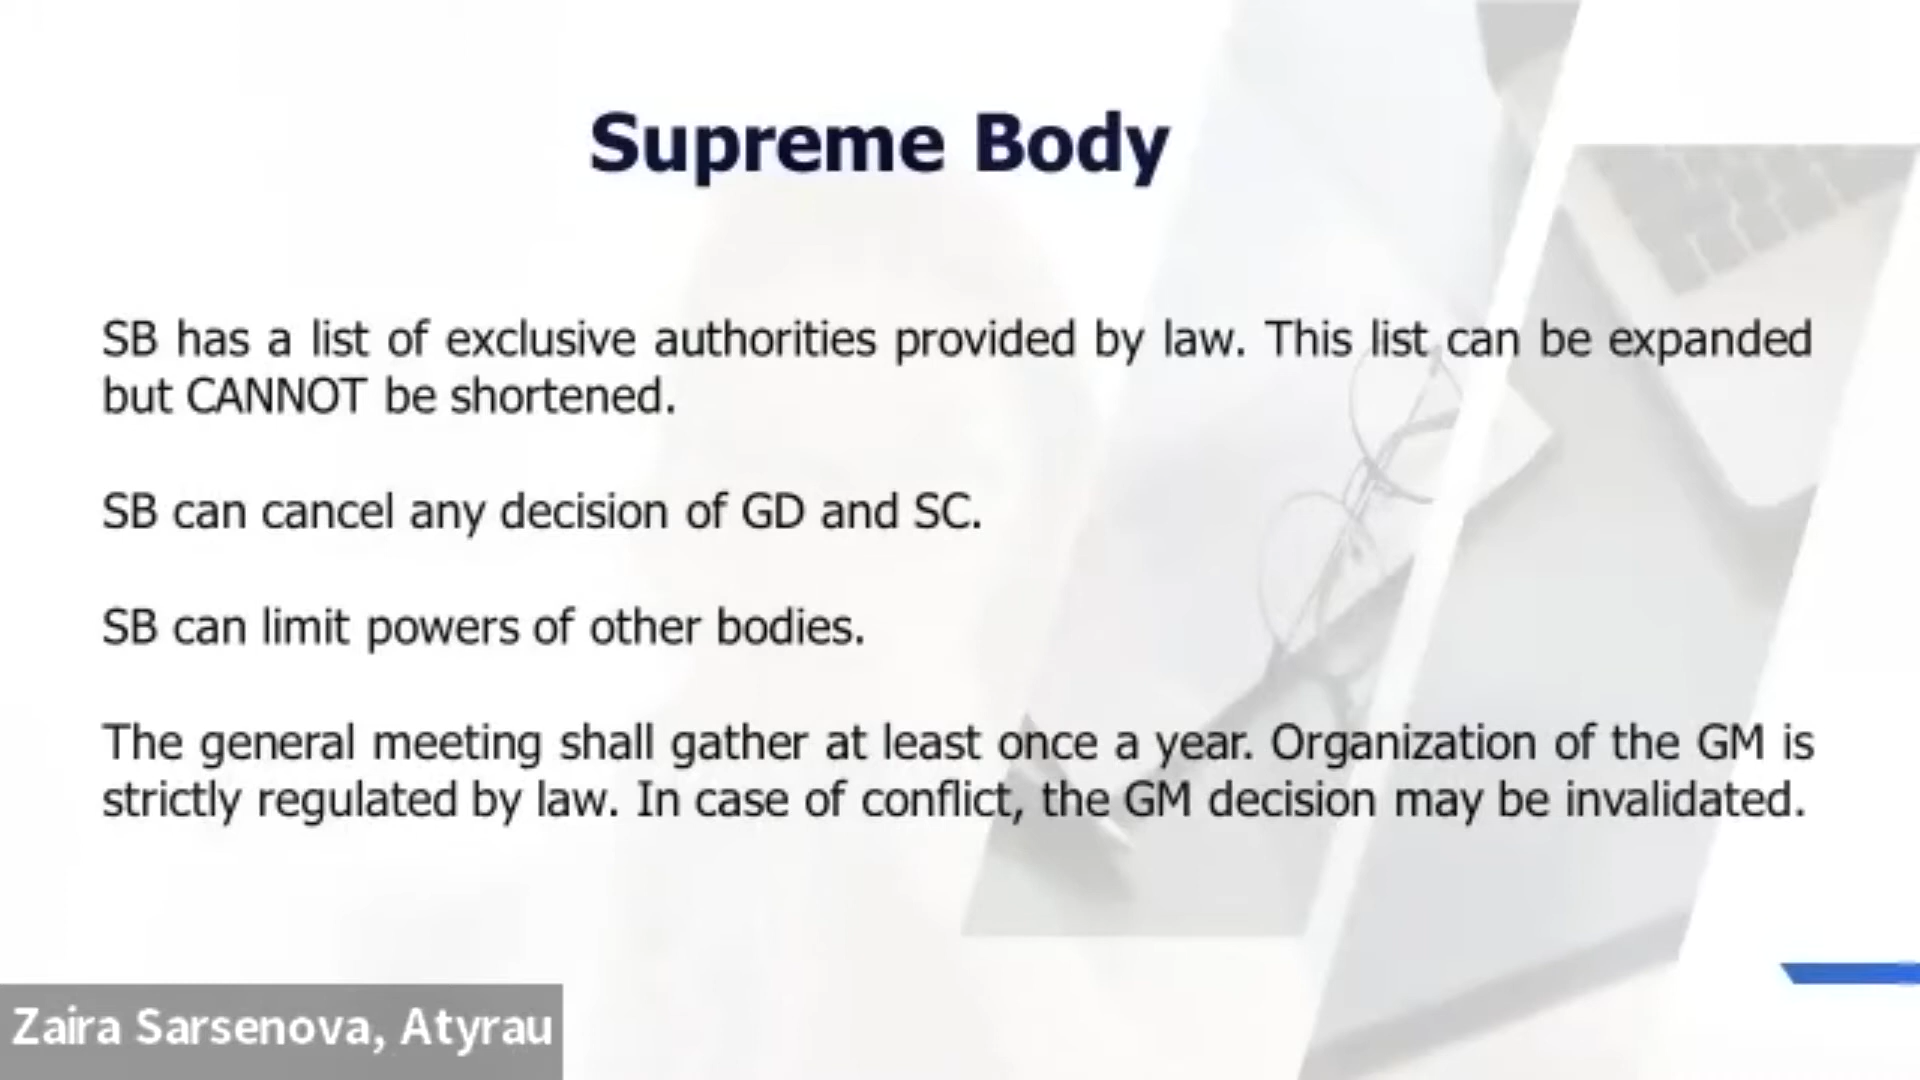 Supreme Body
SB has a list of exclusive authorities provided by law. This list can be expanded
but CANNOT be shortened.
SB can cancel any decision of GD and SC.
SB can limit powers of other bodies.
The general meeting shall gather at least once a year. Organization of the GM is
strictly regulated by law. In case of conflict, the GM decision may be invalidated.
Zaira Sarsenova, Atyrau